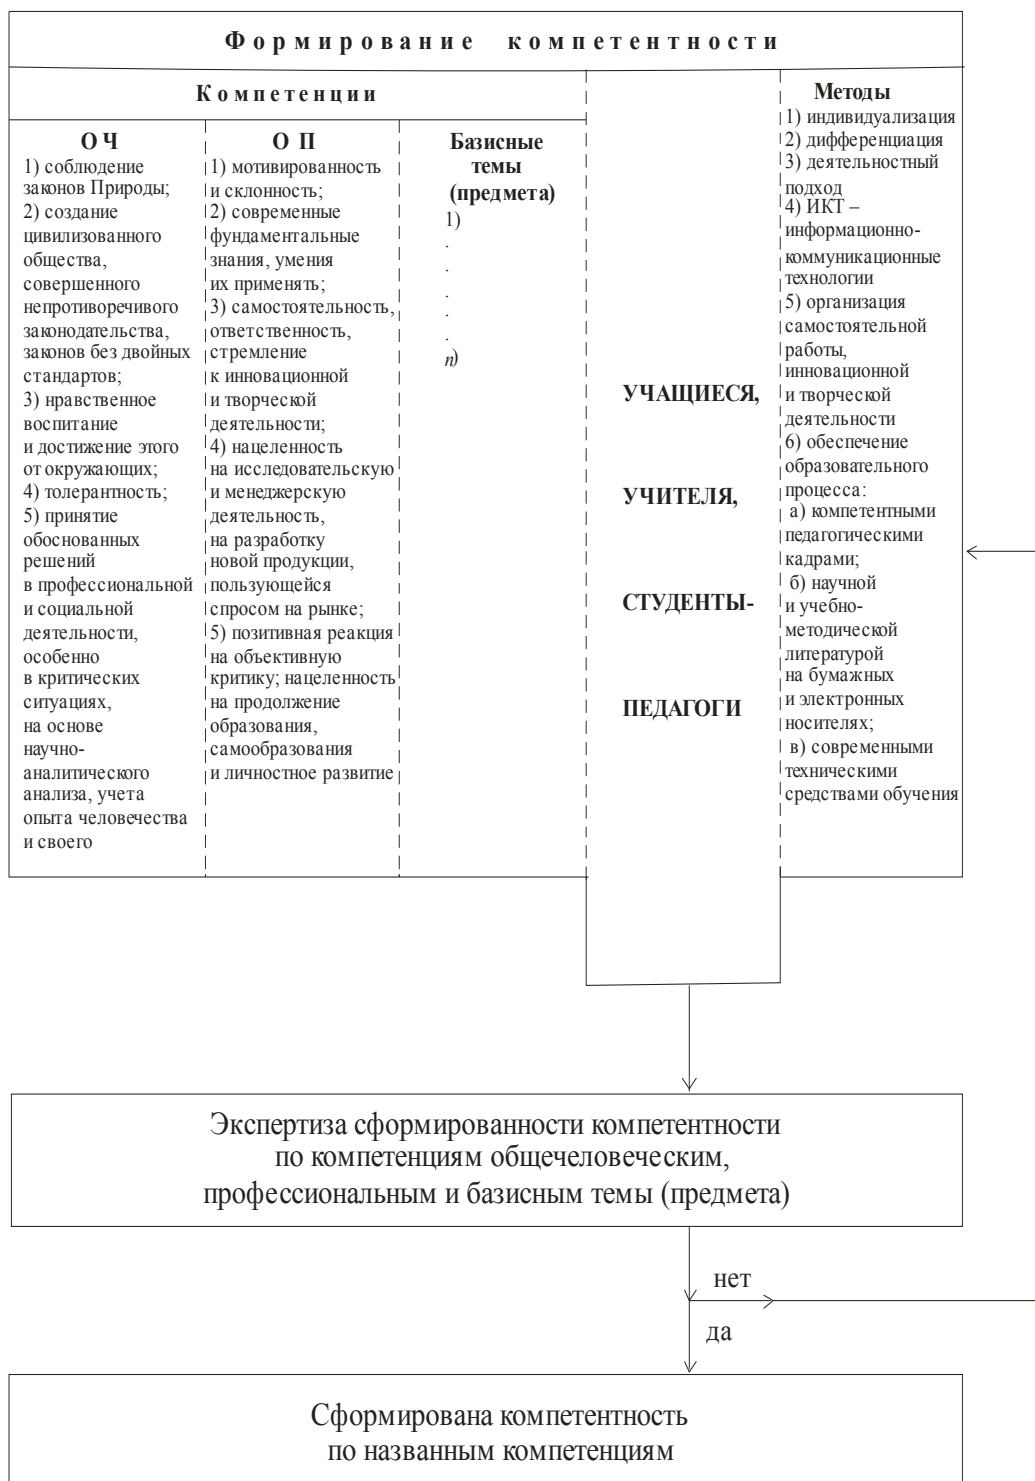 Формирование компетентности
Компетенции
ОЧ
1) соблюдение
законов Природы;
2) создание
цивилизованного
общества,
совершенного
непротиворечивого
законодательства,
законов без двойных
стандартов;
3) нравственное
воспитание
и достижение этого
от окружающих;
4) толерантность;
5) принятие
обоснованных
решений
в профессиональной
и социальной
деятельности,
особенно
в критических
ситуациях,
на основе
научно-
аналитического
анализа, учета
опыта человечества
и своего
ОП
1) мотивированность
и склонность;
2) современные
фундаментальные
знания, умения
их применять;
3) самостоятельность,
ответственность,
стремление
к инновационной
и творческой
деятельности;
4) нацеленность
на исследовательскую
и менеджерскую
деятельность,
на разработку
новой продукции,
пользующейся
спросом на рынке;
5) позитивная реакция
на объективную
критику; нацеленность
на продолжение
образования,
самообразования
и личностное развитие
Базисные
темы
(предмета)
1)
.
.
.
.
.
n)
УЧАЩИЕСЯ,
УЧИТЕЛЯ,
СТУДЕНТЫ-
ПЕДАГОГИ
Методы
1) индивидуализация
2) дифференциация
3) деятельностный
подход
4) ИКТ –
информационно-
коммуникационные
технологии
5) организация
самостоятельной
работы,
инновационной
и творческой
деятельности
6) обеспечение
образовательного
процесса:
а) компетентными
педагогическими
кадрами;
б) научной
и учебно-
методической
литературой
на бумажных
и электронных
носителях;
в) современными
техническими
средствами обучения
Экспертиза сформированности компетентности
по компетенциям общечеловеческим,
профессиональным и базисным темы (предмета)
нет
да
Сформирована компетентность
по названным компетенциям